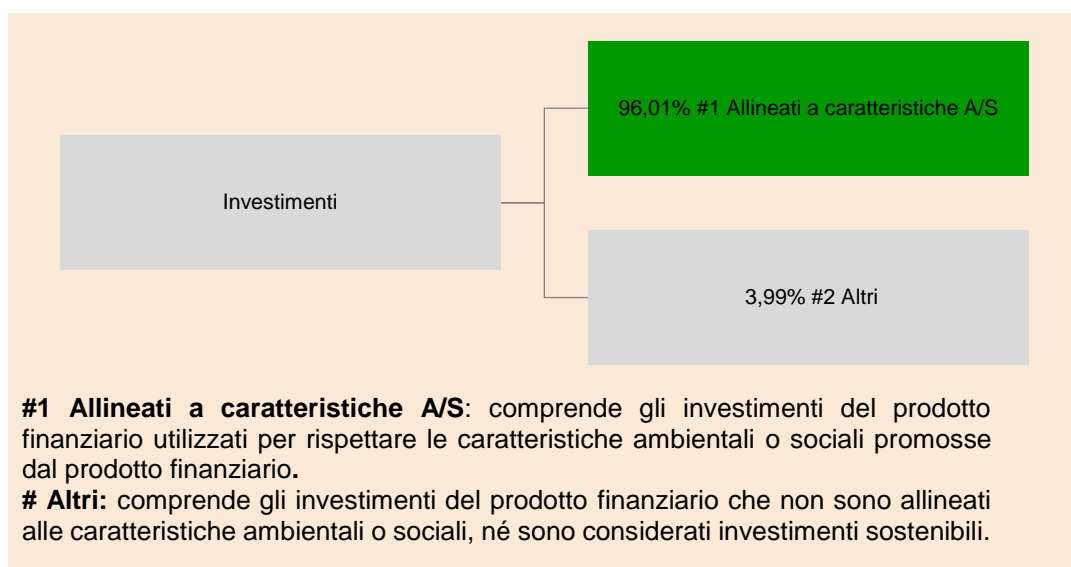 96,01% #1 Allineati a caratteristiche A/S
Investimenti
3,99% #2 Altri
#1 Allineati a caratteristiche A/S: comprende gli investimenti del prodotto
finanziario utilizzati per rispettare le caratteristiche ambientali o sociali promosse
dal prodotto finanziario.
# Altri: comprende gli investimenti del prodotto finanziario che non sono allineati
alle caratteristiche ambientali o sociali, né sono considerati investimenti sostenibili.